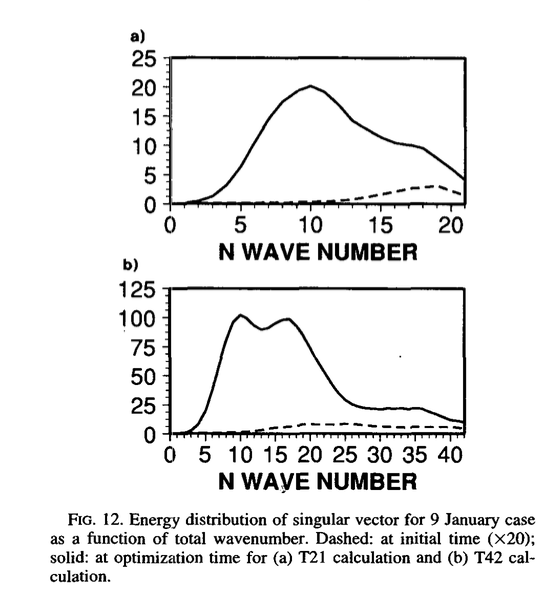 a)
25
20
15
10
5
0
0 5 10 15 20
N WAVE NUMBER
b)
125
100
75
50
25
0
0 5 10 15 20 25 30 35 40
N WAVE NUMBER
FIG. 12. Energy distribution of singular vector for 9 January case
as a function of total wavenumber. Dashed: at initial time (×20);
solid: at optimization time for (a) T21 calculation and (b) T42 cal-
culation.